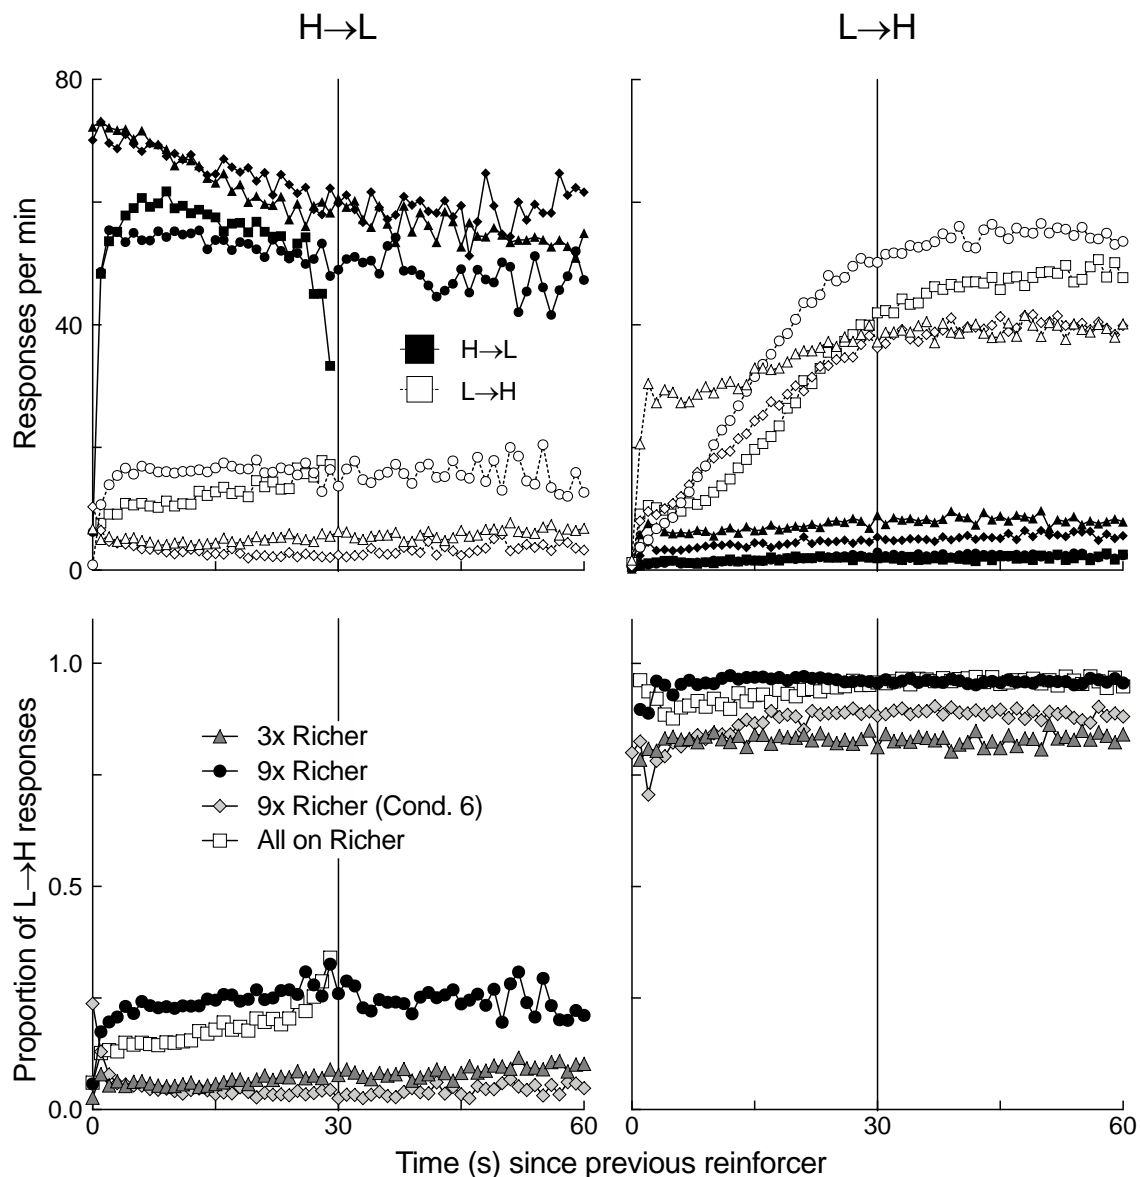 H→L
L→H
80
40
0
Responses per min
H→L
L→H
1.0
0.5
0.0
Proportion of L→H responses
3x Richer
9x Richer
9x Richer (Cond. 6)
All on Richer
0
30
60
0
30
60
Time (s) since previous reinforcer